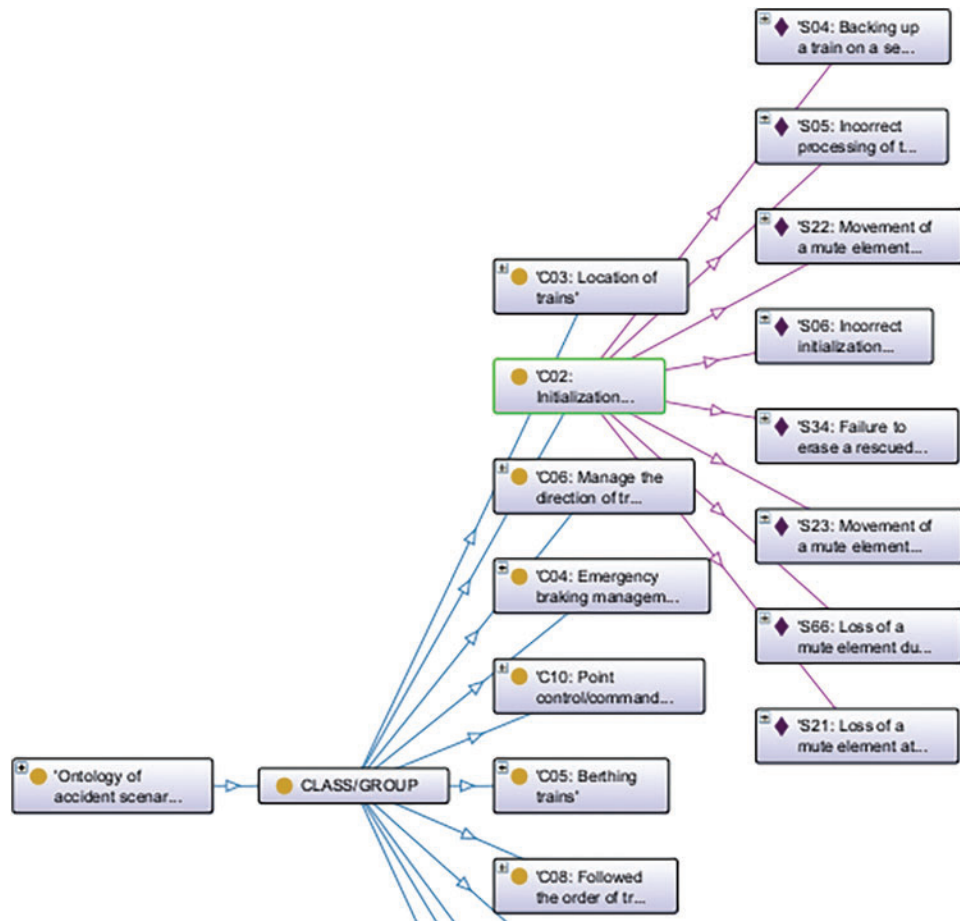 'S04: Backing up
a train on a se...
'S05: Incorrect
processing of t...
'S22: Movement of
a mute element...
'C03: Location of
trains'
'S06: Incorrect
initialization...
'C02:
Initialization...
'S34: Failure to
erase a rescued...
'C06: Manage the
direction of tr...
'S23: Movement of
a mute element...
'C04: Emergency
braking managem...
'S66: Loss of a
mute element du...
'C10: Point
control/command...
'S21: Loss of a
mute element at...
'Ontology of
accident scenar...
CLASS/GROUP
'C05: Berthing
trains'
'C08: Followed
the order of tr...